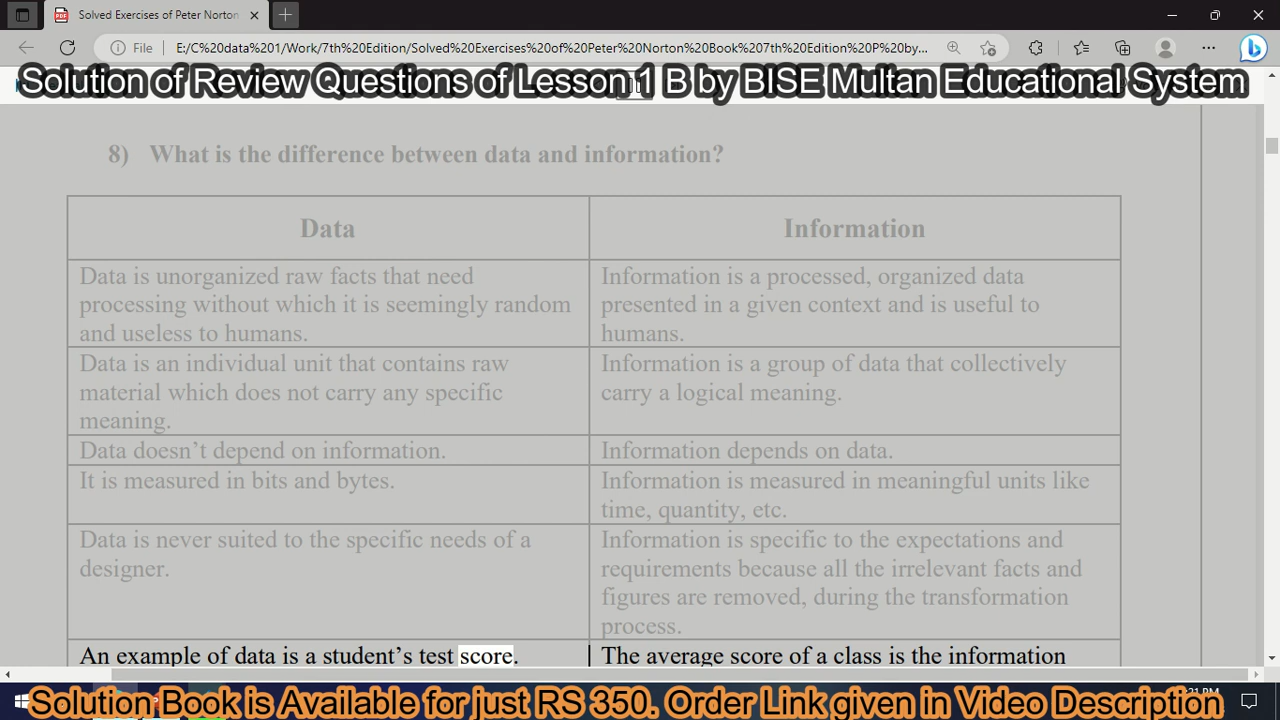 Solved Exercises of Peter Norton
File
E:/C%20data%201/Work/7th%20Edition/Solved%20Exercises%20of%20Peter%20Norton%20Book%207th%20Edition%20P%20by...
Solution of Review Questions of Lesson 1 B by BISE Multan Educational System
8) What is the difference between data and information?
Data
Information
Data is unorganized raw facts that need
processing without which it is seemingly random
and useless to humans.
Information is a processed, organized data
presented in a given context and is useful to
humans.
Data is an individual unit that contains raw
material which does not carry any specific
meaning.
Information is a group of data that collectively
carry a logical meaning.
Data doesn’t depend on information.
Information depends on data.
It is measured in bits and bytes.
Information is measured in meaningful units like
time, quantity, etc.
Data is never suited to the specific needs of a
designer.
Information is specific to the expectations and
requirements because all the irrelevant facts and
figures are removed, during the transformation
process.
An example of data is a student’s test score.
The average score of a class is the information
Solution Book is Available for just RS 350. Order Link given in Video Description